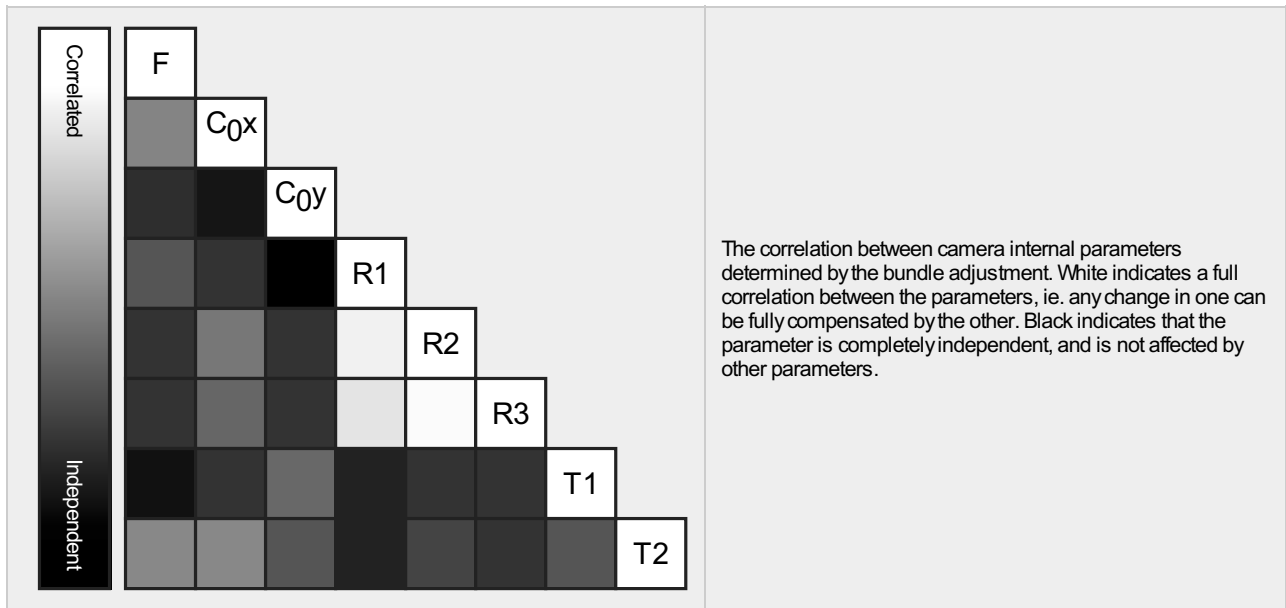 Correlated
Independent
F
C0x
C0y
R1
R2
R3
T1
T2
The correlation between camera internal parameters
determined by the bundle adjustment. White indicates a full
correlation between the parameters, ie. any change in one can
be fully compensated by the other. Black indicates that the
parameter is completely independent, and is not affected by
other parameters.